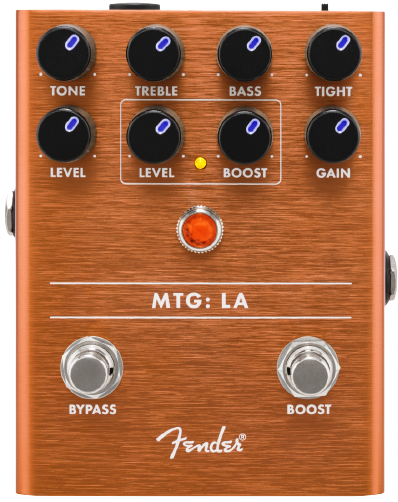 TONE TREBLE BASS TIGHT
LEVEL LEVEL BOOST GAIN
MTG: LA
BYPASS BOOST
Fender®